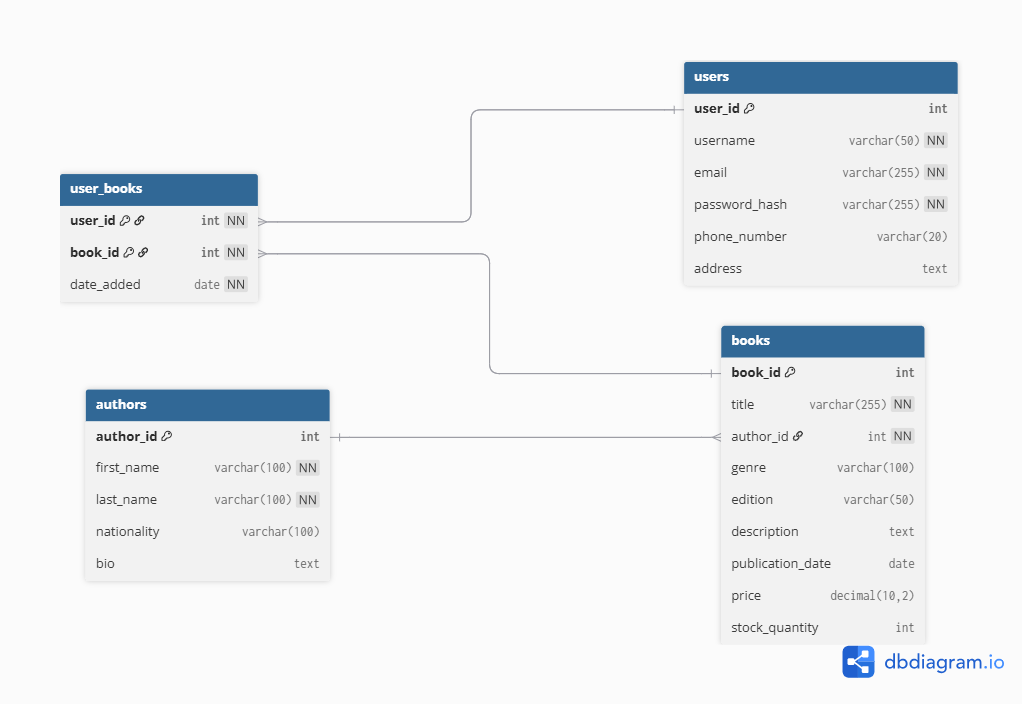 users
user_id int
username varchar(50) NN
email varchar(255) NN
password_hash varchar(255) NN
phone_number varchar(20)
address text
user_books
user_id int NN
book_id int NN
date_added date NN
books
book_id int
title varchar(255) NN
author_id int NN
genre varchar(100)
edition varchar(50)
description text
publication_date date
price decimal(10,2)
stock_quantity int
authors
author_id int
first_name varchar(100) NN
last_name varchar(100) NN
nationality varchar(100)
bio text
dbdiagram.io